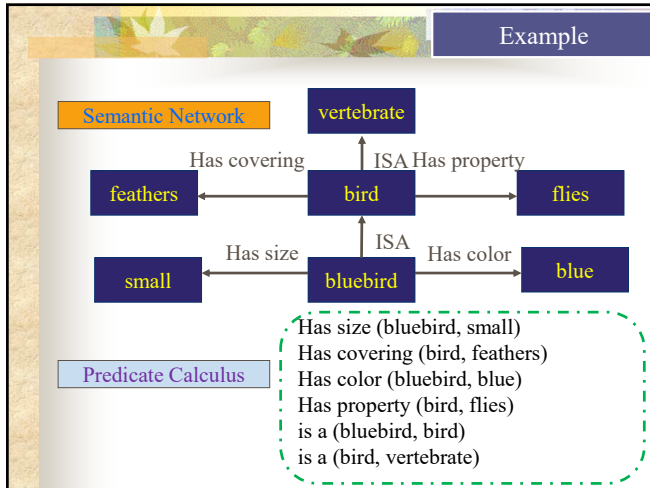 Example
Semantic Network
vertebrate
Has covering
ISA
Has property
feathers
bird
flies
Has size
ISA
Has color
small
bluebird
blue
Has size (bluebird, small)
Has covering (bird, feathers)
Predicate Calculus
Has color (bluebird, blue)
Has property (bird, flies)
is a (bluebird, bird)
is a (bird, vertebrate)